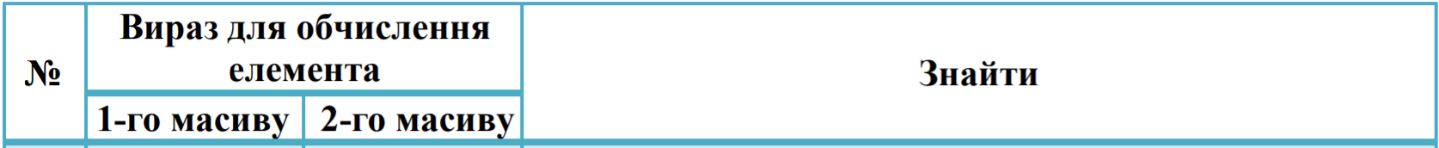 №
Вираз для обчислення
елемента
1-го масиву
2-го масиву
Знайти